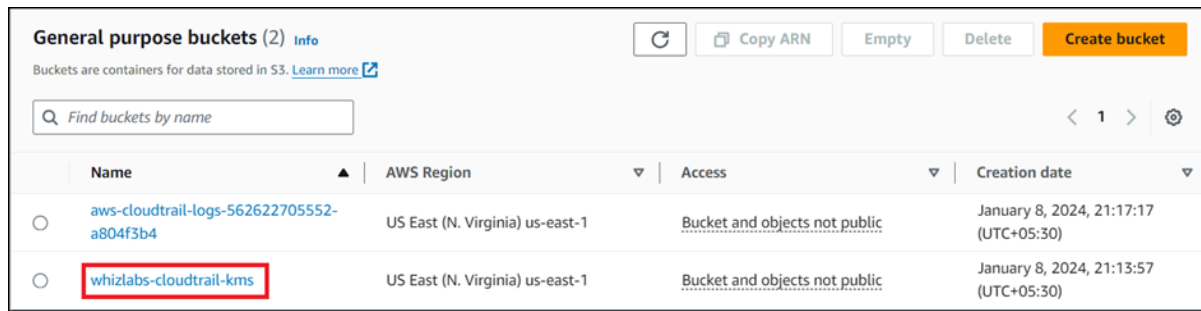 General purpose buckets (2) Info
Copy ARN
Empty
Delete
Create bucket
Buckets are containers for data stored in S3. Learn more
Find buckets by name
1
Name
AWS Region
Access
Creation date
aws-cloudtrail-logs-562622705552-
a804f3b4
US East (N. Virginia) us-east-1
Bucket and objects not public
January 8, 2024, 21:17:17
(UTC+05:30)
whizlabs-cloudtrail-kms
US East (N. Virginia) us-east-1
Bucket and objects not public
January 8, 2024, 21:13:57
(UTC+05:30)